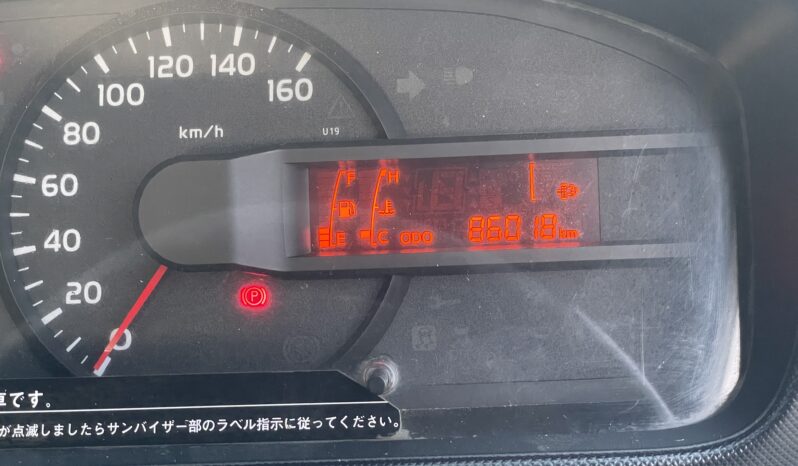 160
140
120
100
80
60
40
20
0
km/h
U19
F H
E C ODO 86018 km
P
車です。
が点滅しましたらサンバイザー部のラベル指示に従ってください。